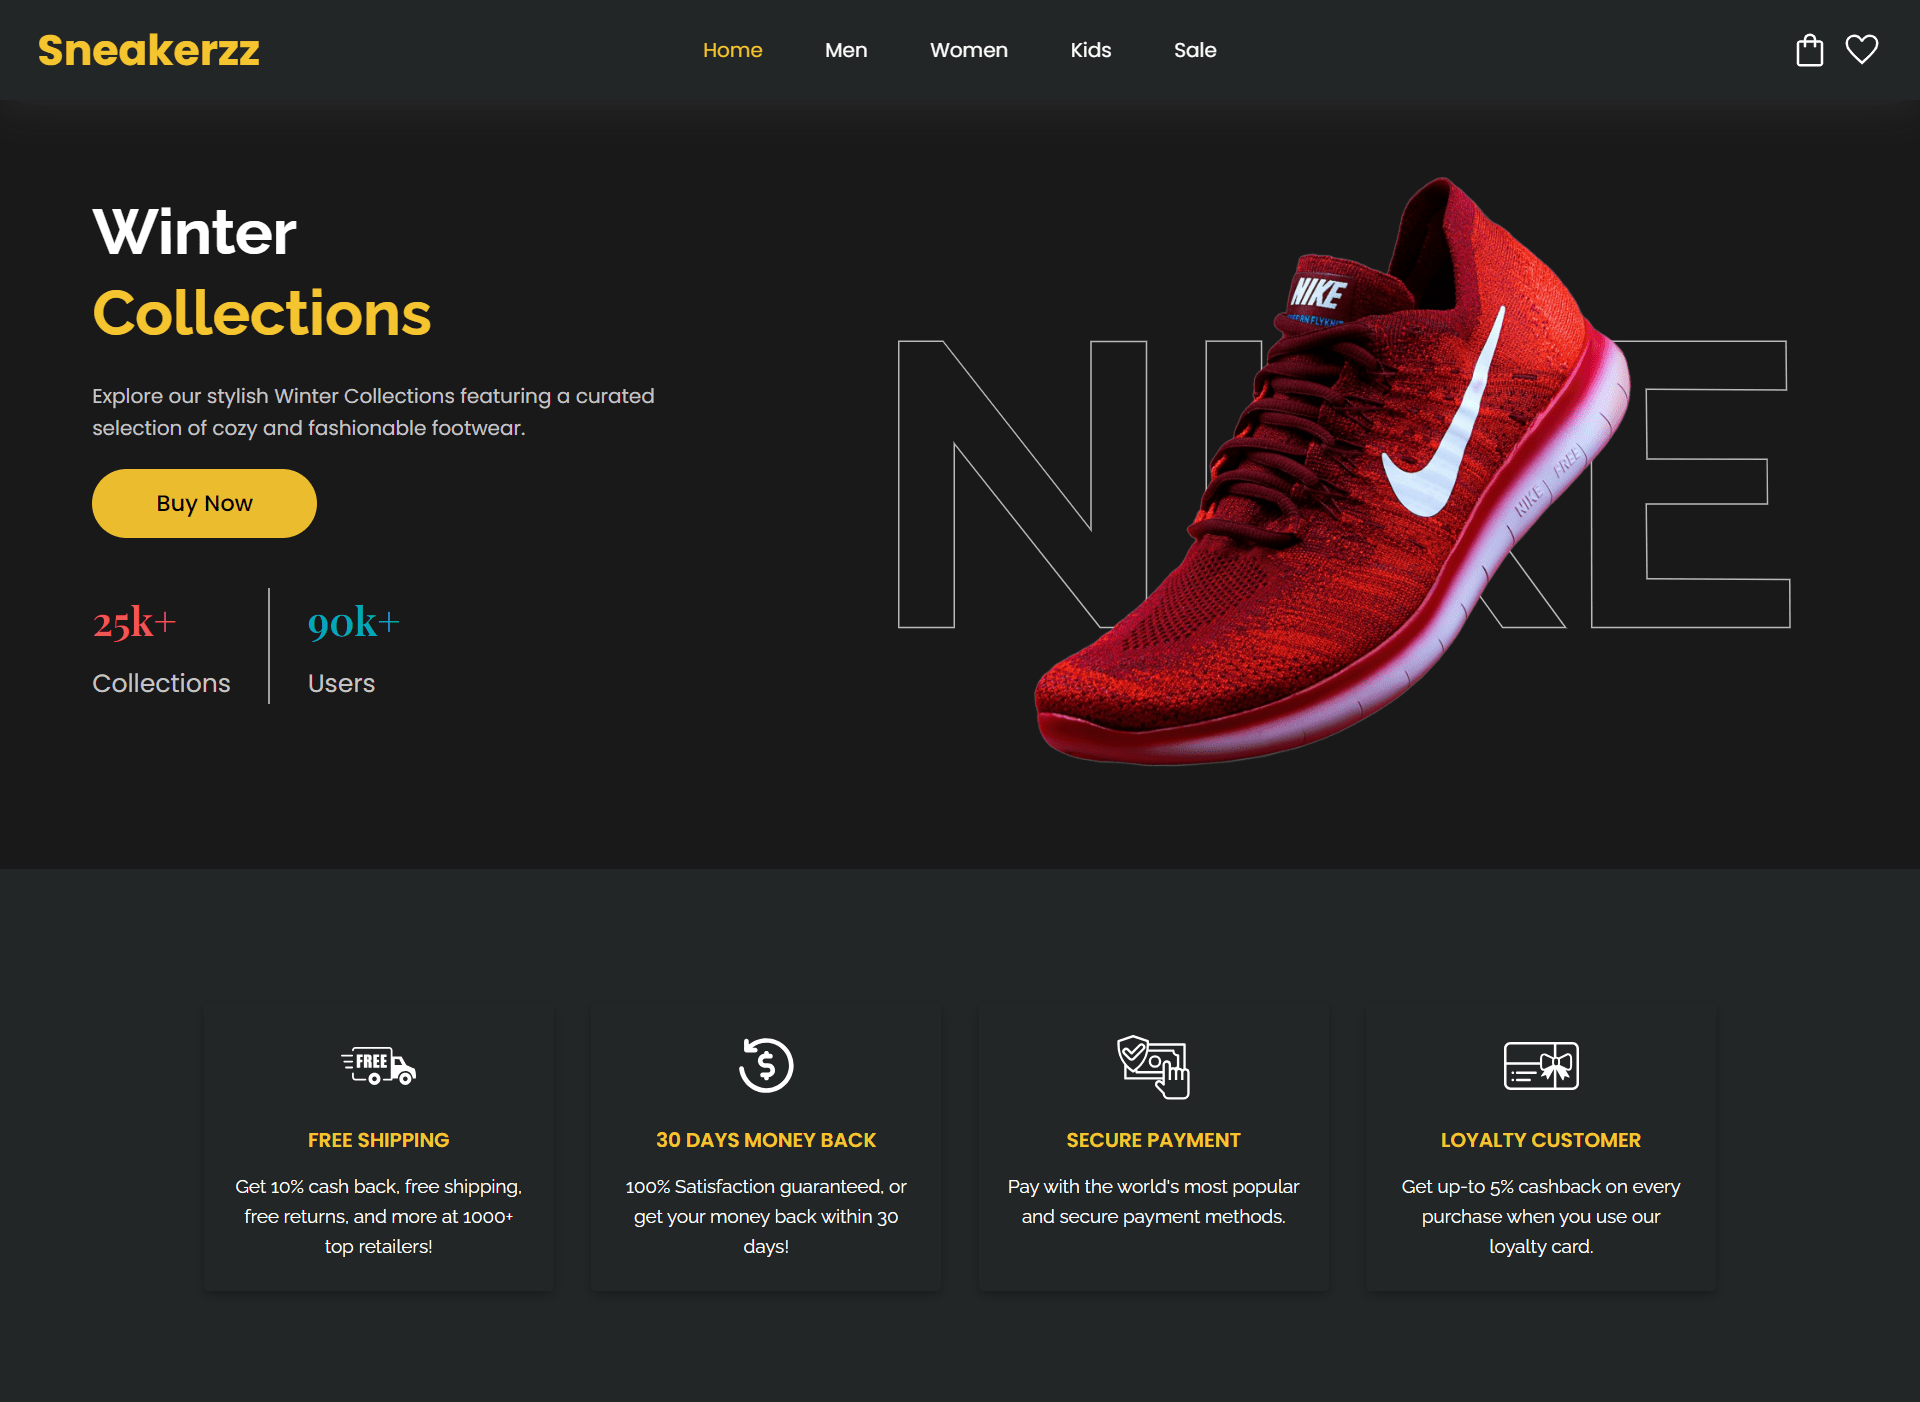 Sneakerzz
Home Men Women Kids Sale
Winter
Collections
Explore our stylish Winter Collections featuring a curated
selection of cozy and fashionable footwear.
Buy Now
25k+ 90k+
Collections Users
NIKE
NIKE
NIKE FREE
FREE
FREE SHIPPING
Get 10% cash back, free shipping,
free returns, and more at 1000+
top retailers!
30 DAYS MONEY BACK
100% Satisfaction guaranteed, or
get your money back within 30
days!
SECURE PAYMENT
Pay with the world's most popular
and secure payment methods.
LOYALTY CUSTOMER
Get up-to 5% cashback on every
purchase when you use our
loyalty card.